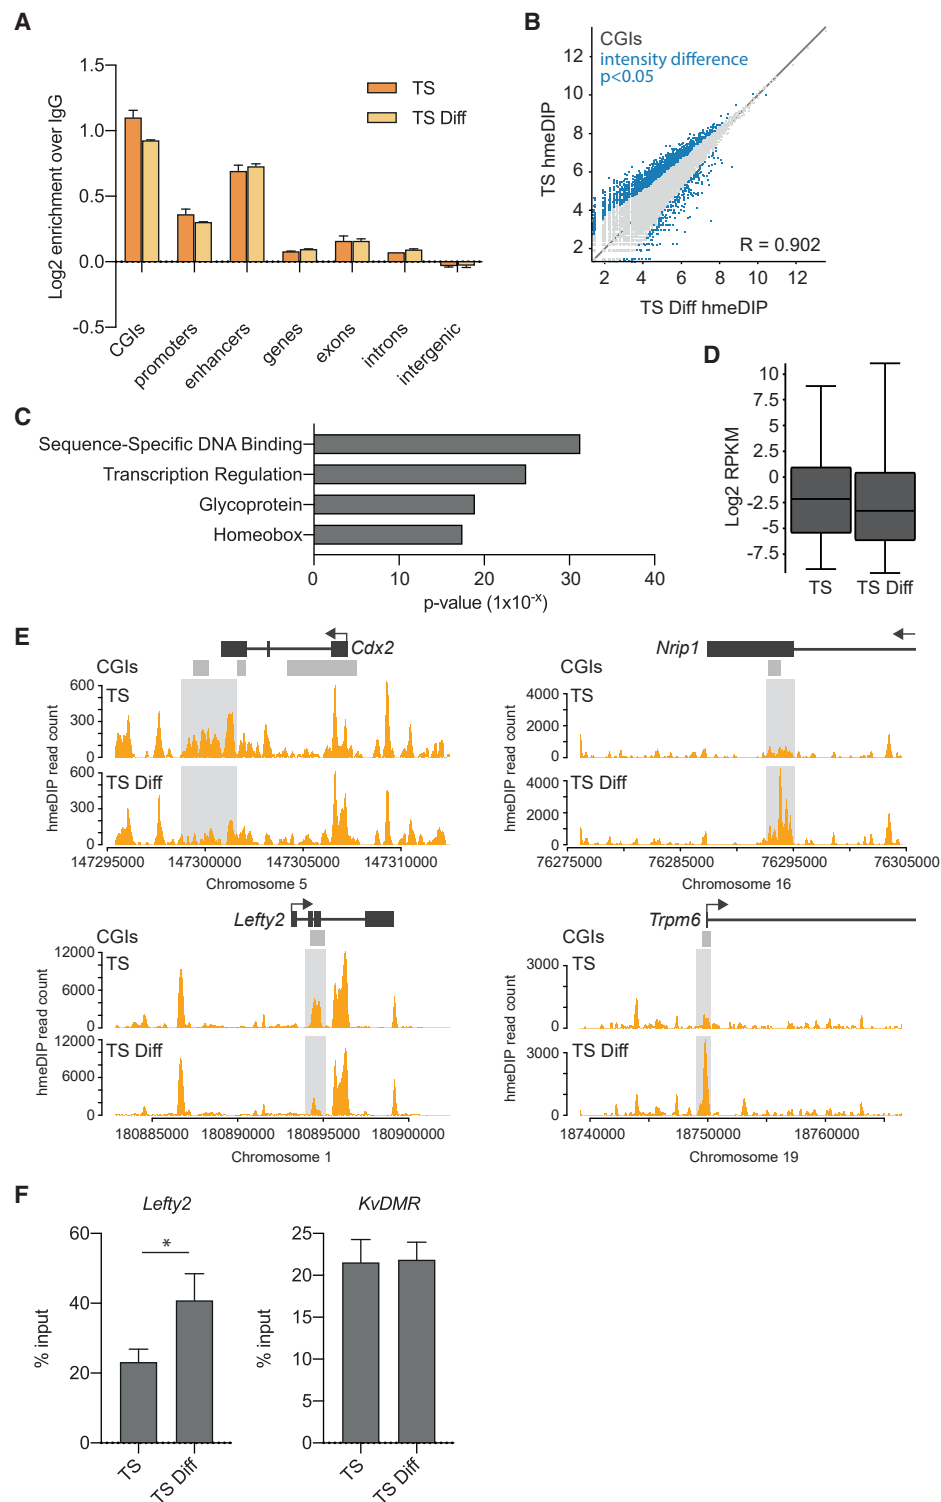 A
1.5
1.0
0.5
0.0
-0.5
Log2 enrichment over IgG
TS
TS Diff
CGIs
promoters
enhancers
genes
exons
introns
intergenic
B
CGIs
intensity difference
p<0.05
12
10
8
6
4
2
TS hmeDIP
R = 0.902
2 4 6 8 10 12
TS Diff hmeDIP
C
Sequence-Specific DNA Binding
Transcription Regulation
Glycoprotein
Homeobox
0 10 20 30 40
p-value (1x10^-x)
D
10
7.5
5
2.5
0
-2.5
-5
-7.5
Log2 RPKM
TS
TS Diff
E
Cdx2
CGIs
TS
600
300
0
TS Diff
600
300
0
hmeDIP read count
147295000 147300000 147305000 147310000
Chromosome 5
Nrip1
TS
4000
2000
0
TS Diff
4000
2000
0
hmeDIP read count
76275000 76285000 76295000 76305000
Chromosome 16
Lefty2
CGIs
TS
12000
6000
0
TS Diff
12000
6000
0
hmeDIP read count
180885000 180890000 180895000 180900000
Chromosome 1
Trpm6
CGIs
TS
3000
0
TS Diff
3000
0
hmeDIP read count
18740000 18750000 18760000
Chromosome 19
F
Lefty2
60
40
20
0
% input
*
TS
TS Diff
KvDMR
25
20
15
10
5
0
% input
TS
TS Diff